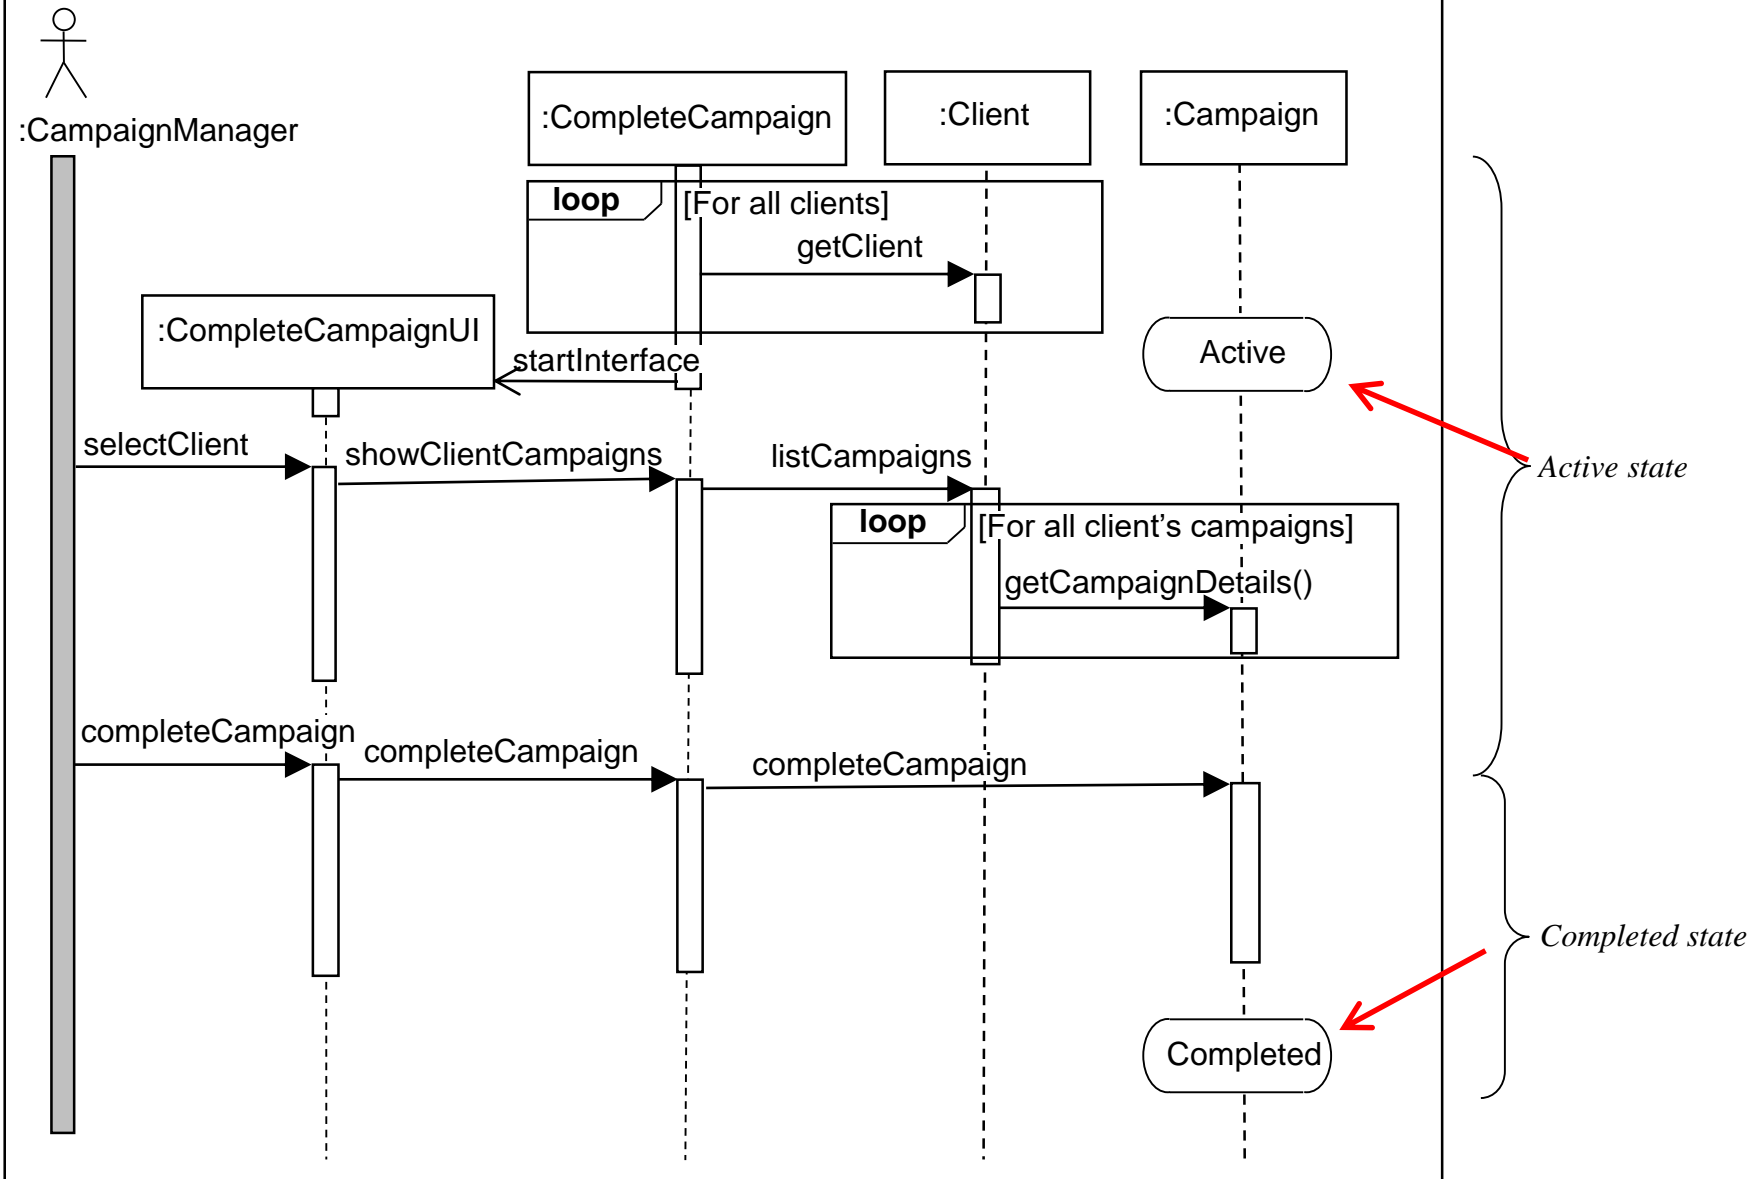 :CampaignManager
:CompleteCampaign
:Client
:Campaign
loop
[For all clients]
getClient
:CompleteCampaignUI
startInterface
Active
selectClient
showClientCampaigns
listCampaigns
Active state
loop
[For all client’s campaigns]
getCampaignDetails()
completeCampaign
completeCampaign
completeCampaign
Completed state
Completed